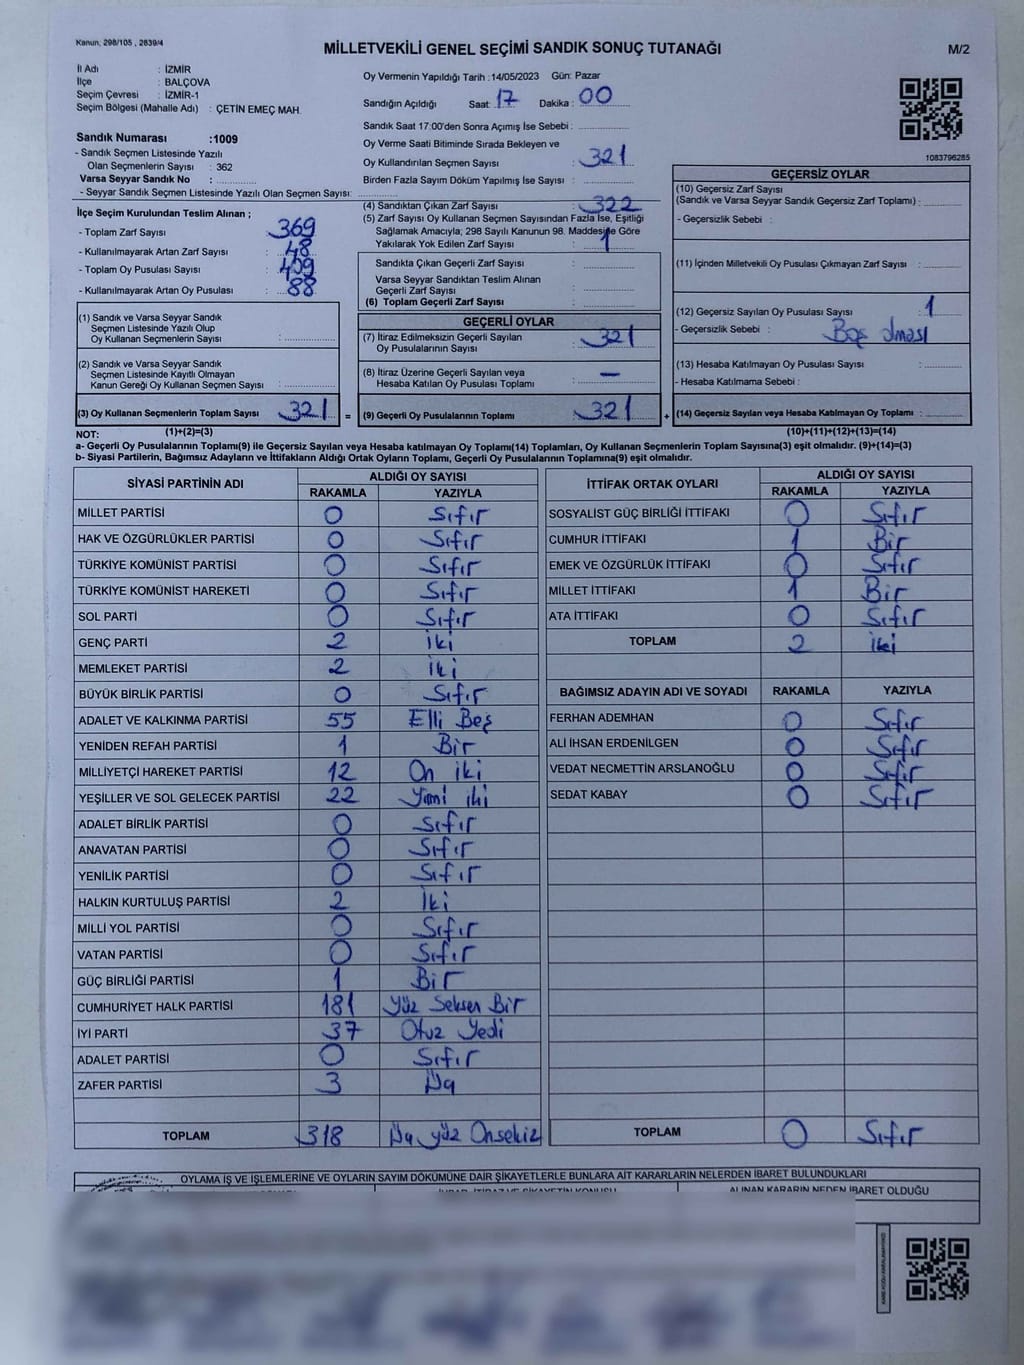 Kanun, 298/105 , 2839/4
MİLLETVEKİLİ GENEL SEÇİMİ SANDIK SONUÇ TUTANAĞI
M/2
İl Adı : İZMİR
İlçe : BALÇOVA
Seçim Çevresi : İZMİR-1
Seçim Bölgesi (Mahalle Adı) : ÇETİN EMEÇ MAH.
Oy Vermenin Yapıldığı Tarih :14/05/2023 Gün: Pazar
Sandığın Açıldığı Saat: 17 Dakika : 00
Sandık Saat 17:00'den Sonra Açımış İse Sebebi :
Sandık Numarası :1009
- Sandık Seçmen Listesinde Yazılı
Olan Seçmenlerin Sayısı : 362
Varsa Seyyar Sandık No :
- Seyyar Sandık Seçmen Listesinde Yazılı Olan Seçmen Sayısı:
Oy Verme Saati Bitiminde Sırada Bekleyen ve
Oy Kullandırılan Seçmen Sayısı : 321
Birden Fazla Sayım Döküm Yapılmış İse Sayısı :
1083796285
İlçe Seçim Kurulundan Teslim Alınan ;
- Toplam Zarf Sayısı : 369
- Kullanılmayarak Artan Zarf Sayısı : 48
- Toplam Oy Pusulası Sayısı : 409
- Kullanılmayarak Artan Oy Pusulası : 88
(4) Sandıktan Çıkan Zarf Sayısı : 322
(5) Zarf Sayısı Oy Kullanan Seçmen Sayısından Fazla İse, Eşitliği
Sağlamak Amacıyla; 298 Sayılı Kanunun 98. Maddesine Göre
Yakılarak Yok Edilen Zarf Sayısı : 1
Sandıkta Çıkan Geçerli Zarf Sayısı :
Varsa Seyyar Sandıktan Teslim Alınan
Geçerli Zarf Sayısı :
(6) Toplam Geçerli Zarf Sayısı :
GEÇERSİZ OYLAR
(10) Geçersiz Zarf Sayısı
(Sandık ve Varsa Seyyar Sandık Geçersiz Zarf Toplamı) :
- Geçersizlik Sebebi :
(11) İçinden Milletvekili Oy Pusulası Çıkmayan Zarf Sayısı :
(12) Geçersiz Sayılan Oy Pusulası Sayısı : 1
- Geçersizlik Sebebi : Boş olması
(13) Hesaba Katılmayan Oy Pusulası Sayısı :
- Hesaba Katılmama Sebebi :
(14) Geçersiz Sayılan veya Hesaba Katılmayan Oy Toplamı :
(10)+(11)+(12)+(13)=(14)
(1) Sandık ve Varsa Seyyar Sandık
Seçmen Listesinde Yazılı Olup
Oy Kullanan Seçmenlerin Sayısı :
(2) Sandık ve Varsa Seyyar Sandık
Seçmen Listesinde Kayıtlı Olmayan
Kanun Gereği Oy Kullanan Seçmen Sayısı :
(3) Oy Kullanan Seçmenlerin Toplam Sayısı : 321 =
(1)+(2)=(3)
GEÇERLİ OYLAR
(7) İtiraz Edilmeksizin Geçerli Sayılan
Oy Pusulalarının Sayısı : 321
(8) İtiraz Üzerine Geçerli Sayılan veya
Hesaba Katılan Oy Pusulası Toplamı : —
(9) Geçerli Oy Pusulalarının Toplamı : 321 +
NOT:
a- Geçerli Oy Pusulalarının Toplamı(9) ile Geçersiz Sayılan veya Hesaba katılmayan Oy Toplamı(14) Toplamları, Oy Kullanan Seçmenlerin Toplam Sayısına(3) eşit olmalıdır. (9)+(14)=(3)
b- Siyasi Partilerin, Bağımsız Adayların ve İttifakların Aldığı Ortak Oyların Toplamı, Geçerli Oy Pusulalarının Toplamına(9) eşit olmalıdır.
SİYASİ PARTİNİN ADI ALDIĞI OY SAYISI
RAKAMLA YAZIYLA
MİLLET PARTİSİ 0 Sıfır
HAK VE ÖZGÜRLÜKLER PARTİSİ 0 Sıfır
TÜRKİYE KOMÜNİST PARTİSİ 0 Sıfır
TÜRKİYE KOMÜNİST HAREKETİ 0 Sıfır
SOL PARTİ 0 Sıfır
GENÇ PARTİ 2 İki
MEMLEKET PARTİSİ 2 İki
BÜYÜK BİRLİK PARTİSİ 0 Sıfır
ADALET VE KALKINMA PARTİSİ 55 Elli Beş
YENİDEN REFAH PARTİSİ 1 Bir
MİLLİYETÇİ HAREKET PARTİSİ 12 On iki
YEŞİLLER VE SOL GELECEK PARTİSİ 22 Yirmi iki
ADALET BİRLİK PARTİSİ 0 Sıfır
ANAVATAN PARTİSİ 0 Sıfır
YENİLİK PARTİSİ 0 Sıfır
HALKIN KURTULUŞ PARTİSİ 2 İki
MİLLİ YOL PARTİSİ 0 Sıfır
VATAN PARTİSİ 0 Sıfır
GÜÇ BİRLİĞİ PARTİSİ 1 Bir
CUMHURİYET HALK PARTİSİ 181 Yüz Seksen Bir
İYİ PARTİ 37 Otuz Yedi
ADALET PARTİSİ 0 Sıfır
ZAFER PARTİSİ 3 Üç
TOPLAM 318 Üç yüz Onsekiz
İTTİFAK ORTAK OYLARI ALDIĞI OY SAYISI
RAKAMLA YAZIYLA
SOSYALİST GÜÇ BİRLİĞİ İTTİFAKI 0 Sıfır
CUMHUR İTTİFAKI 1 Bir
EMEK VE ÖZGÜRLÜK İTTİFAKI 0 Sıfır
MİLLET İTTİFAKI 1 Bir
ATA İTTİFAKI 0 Sıfır
TOPLAM 2 İki
BAĞIMSIZ ADAYIN ADI VE SOYADI RAKAMLA YAZIYLA
FERHAN ADEMHAN 0 Sıfır
ALİ İHSAN ERDENİLGEN 0 Sıfır
VEDAT NECMETTİN ARSLANOĞLU 0 Sıfır
SEDAT KABAY 0 Sıfır
TOPLAM 0 Sıfır
OYLAMA İŞ VE İŞLEMLERİNE VE OYLARIN SAYIM DÖKÜMÜNE DAİR ŞİKAYETLERLE BUNLARA AİT KARARLARIN NELERDEN İBARET BULUNDUKLARI
İHBAR, İTİRAZ VE ŞİKAYETİN KONUSU ALINAN KARARIN NEDEN İBARET OLDUĞU